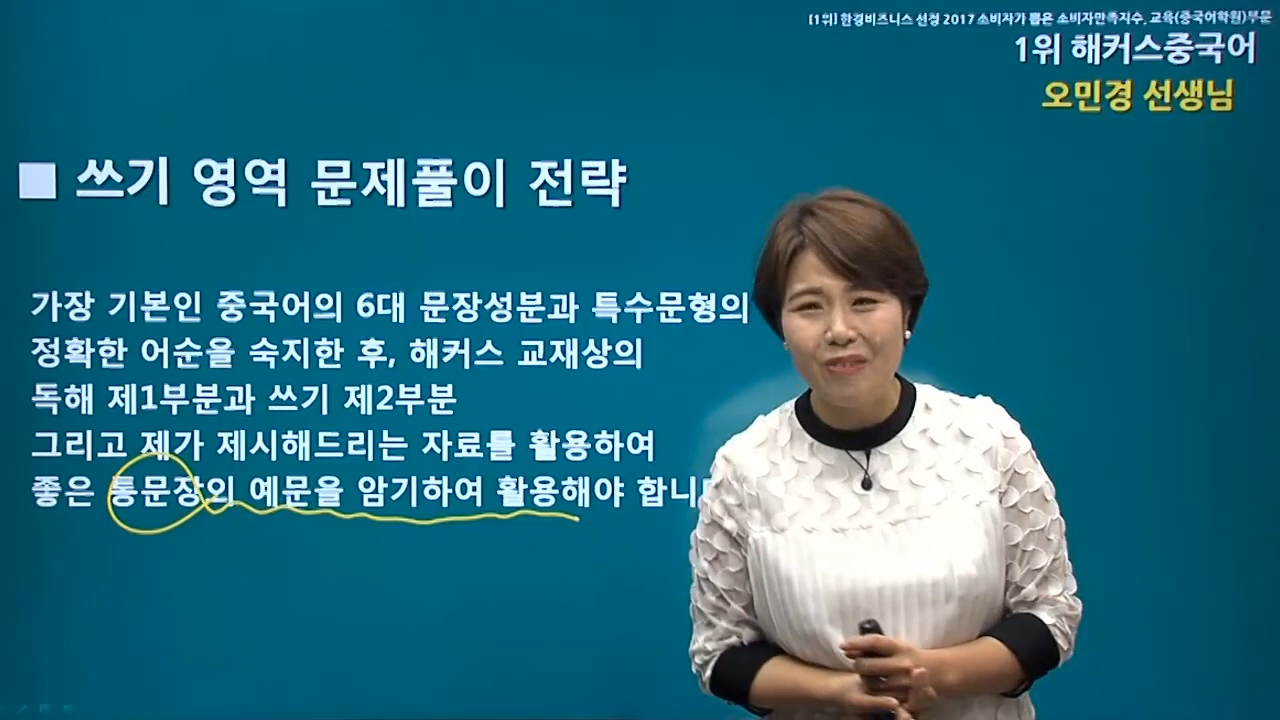 [1위] 한경비즈니스 선정 2017 소비자가 뽑은 소비자만족지수, 교육(중국어학원)부문
1위 해커스중국어
오민경 선생님
■ 쓰기 영역 문제풀이 전략
가장 기본인 중국어의 6대 문장성분과 특수문형의
정확한 어순을 숙지한 후, 해커스 교재상의
독해 제1부분과 쓰기 제2부분
그리고 제가 제시해드리는 자료를 활용하여
좋은 통문장의 예문을 암기하여 활용해야